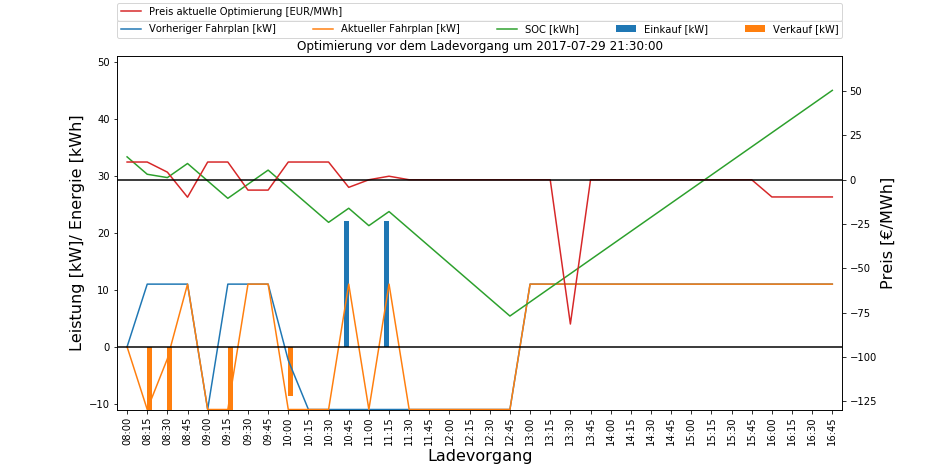 Preis aktuelle Optimierung [EUR/MWh]
Vorheriger Fahrplan [kW] Aktueller Fahrplan [kW] SOC [kWh] Einkauf [kW] Verkauf [kW]
Optimierung vor dem Ladevorgang um 2017-07-29 21:30:00
Leistung [kW]/ Energie [kWh]
50
40
30
20
10
0
−10
50
25
0
−25
−50
−75
−100
−125
Preis [€/MWh]
08:00 08:15 08:30 08:45 09:00 09:15 09:30 09:45 10:00 10:15 10:30 10:45 11:00 11:15 11:30 11:45 12:00 12:15 12:30 12:45 13:00 13:15 13:30 13:45 14:00 14:15 14:30 14:45 15:00 15:15 15:30 15:45 16:00 16:15 16:30 16:45
Ladevorgang